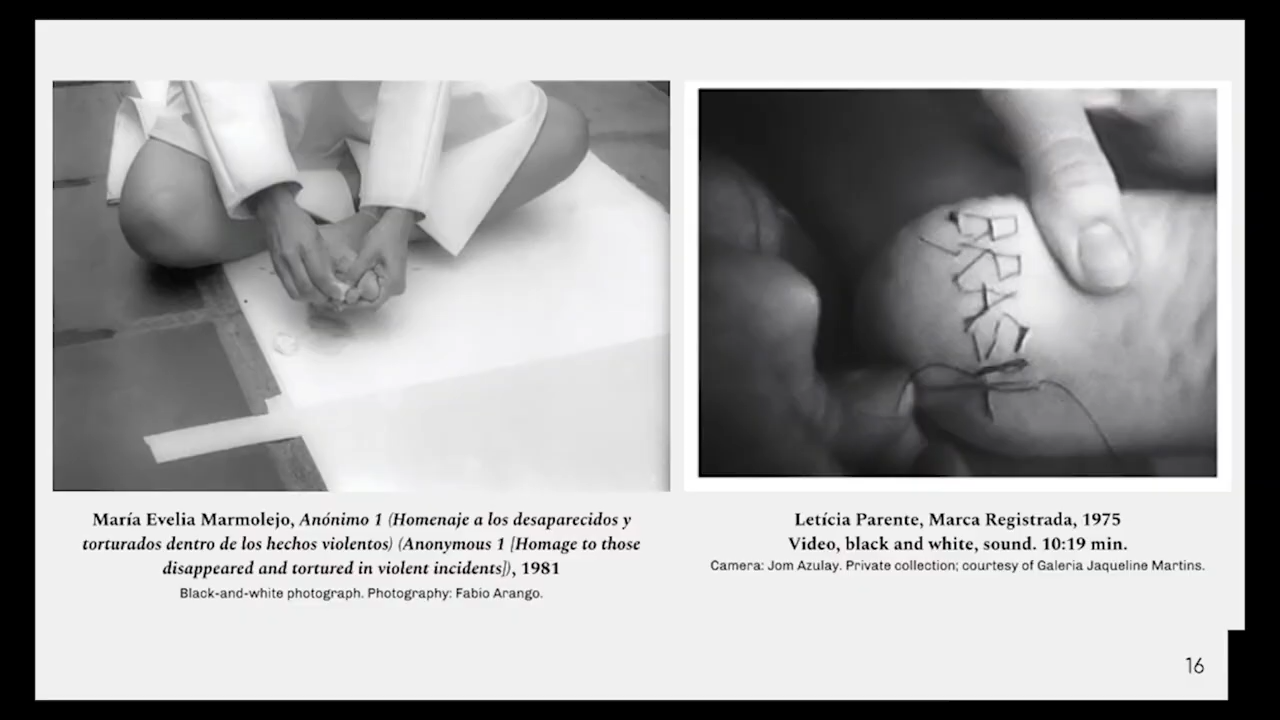 BRASI
María Evelia Marmolejo, Anónimo 1 (Homenaje a los desaparecidos y
torturados dentro de los hechos violentos) (Anonymous 1 [Homage to those
disappeared and tortured in violent incidents]), 1981
Black-and-white photograph. Photography: Fabio Arango.
Letícia Parente, Marca Registrada, 1975
Video, black and white, sound. 10:19 min.
Camera: Jom Azulay. Private collection; courtesy of Galeria Jaqueline Martins.
16